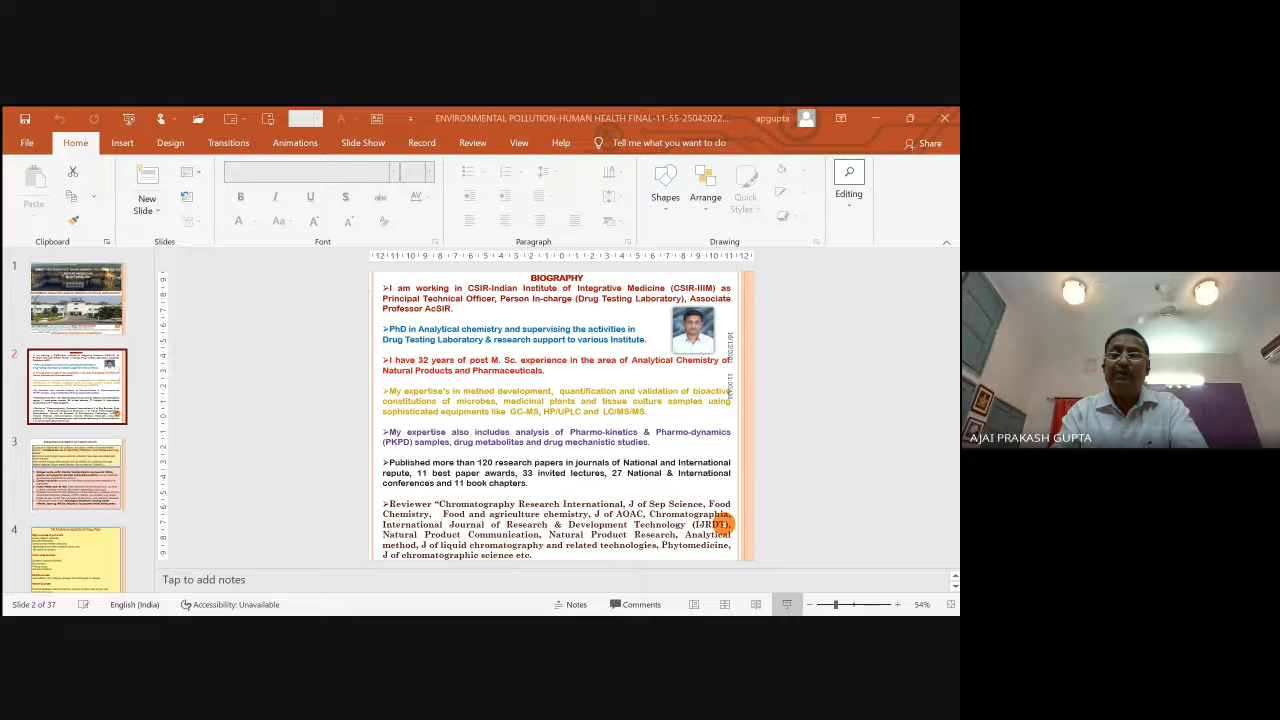 ENVIRONMENTAL POLLUTION-HUMAN HEALTH FINAL-11-55-25042022....
apgupta
File Home Insert Design Transitions Animations Slide Show Record Review View Help Tell me what you want to do Share
Paste
New Slide
Shapes Arrange Quick Styles
Editing
Clipboard Slides Font Paragraph Drawing
1
2
3
4
BIOGRAPHY
➢I am working in CSIR-Indian Institute of Integrative Medicine (CSIR-IIIM) as
Principal Technical Officer, Person In-charge (Drug Testing Laboratory), Associate
Professor AcSIR.
➢PhD in Analytical chemistry and supervising the activities in
Drug Testing Laboratory & research support to various Institute.
➢I have 32 years of post M. Sc. experience in the area of Analytical Chemistry of
Natural Products and Pharmaceuticals.
➢My expertise's in method development, quantification and validation of bioactive
constitutions of microbes, medicinal plants and tissue culture samples using
sophisticated equipments like GC-MS, HP/UPLC and LC/MS/MS.
➢My expertise also includes analysis of Pharmo-kinetics & Pharmo-dynamics
(PKPD) samples, drug metabolites and drug mechanistic studies.
➢Published more than 120 research papers in journals of National and International
repute, 11 best paper awards, 33 invited lectures, 27 National & International
conferences and 11 book chapters.
➢Reviewer "Chromatography Research International, J of Sep Science, Food
Chemistry, Food and agriculture chemistry, J of AOAC, Chromatographia,
International Journal of Research & Development Technology (IJRDT),
Natural Product Communication, Natural Product Research, Analytical
method, J of liquid chromatography and related technologies, Phytomedicine,
J of chromatographic science etc.
AJAI PRAKASH GUPTA
Tap to add notes
Slide 2 of 37 English (India) Accessibility: Unavailable Notes Comments 54%